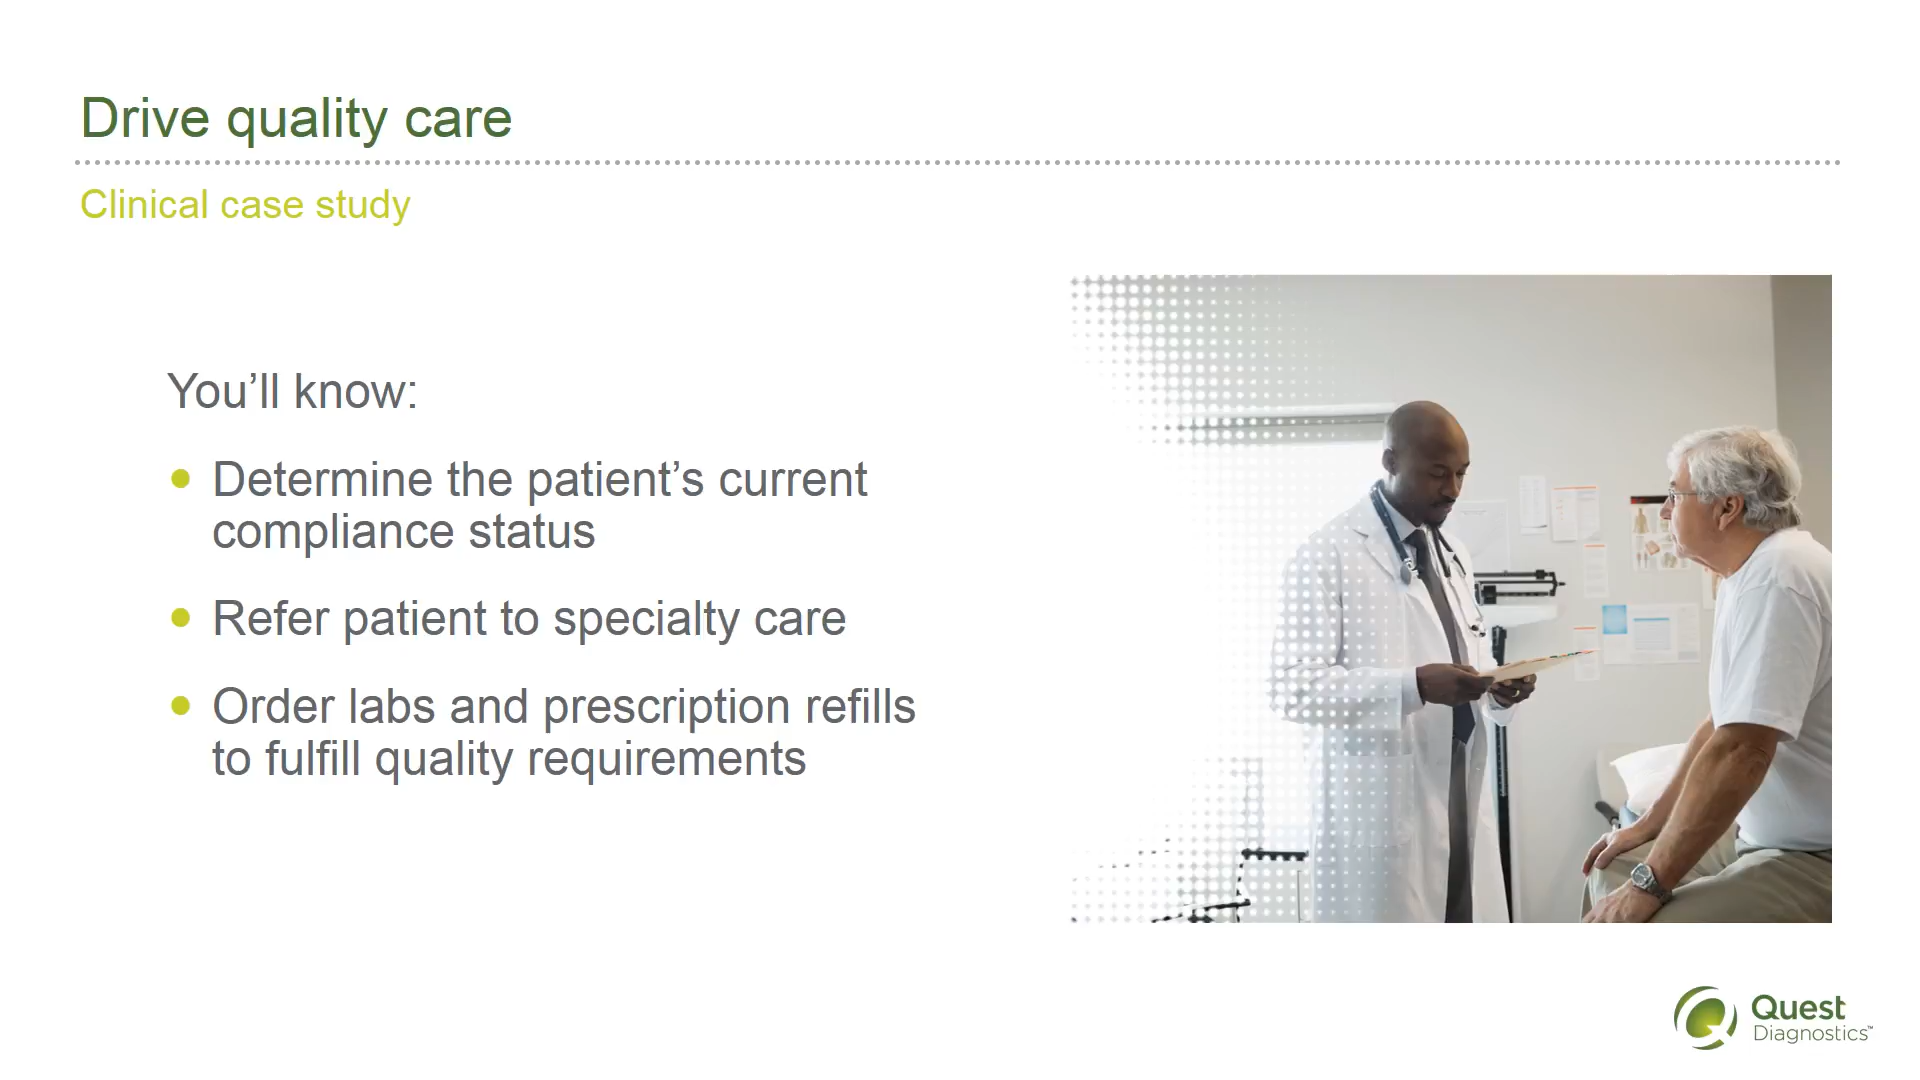 Drive quality care
Clinical case study
You’ll know:
Determine the patient’s current
compliance status
Refer patient to specialty care
Order labs and prescription refills
to fulfill quality requirements
Quest
Diagnostics™